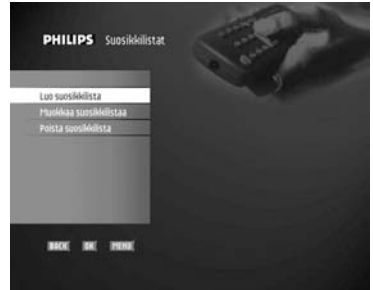 PHILIPS Suosikkilistat
Luo suosikkilista
Muokkaa suosikkilistaa
Poista suosikkilista
BACK OK MENU